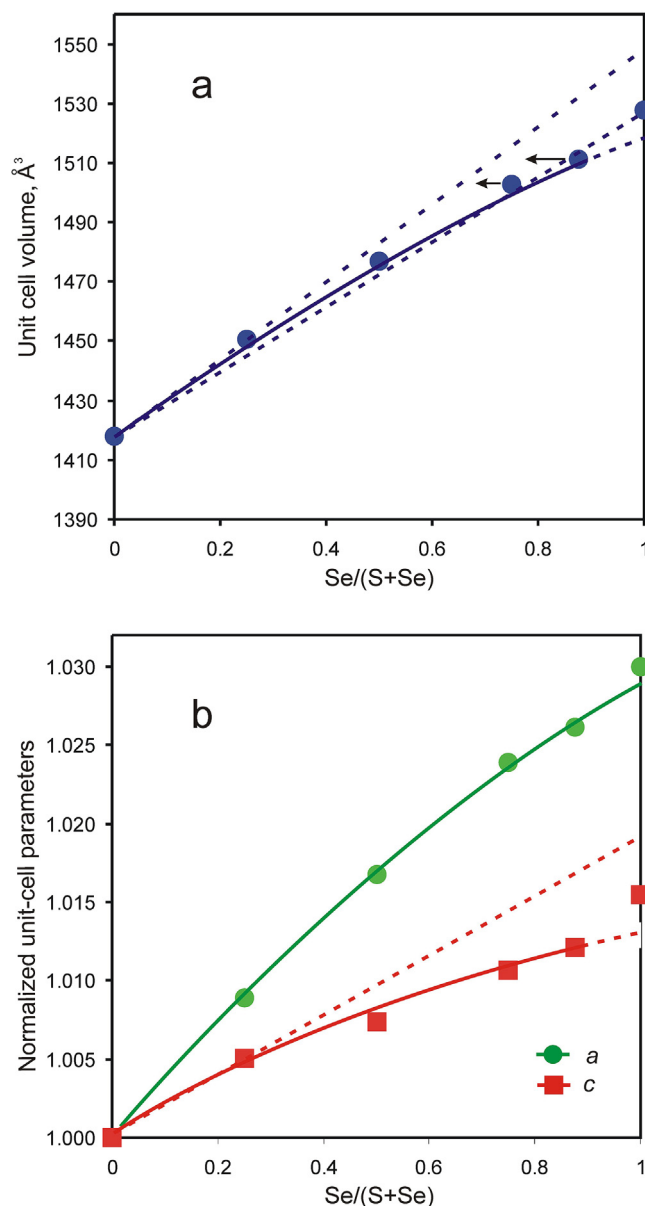 a
1550
1530
1510
1490
1470
1450
1430
1410
1390
Unit cell volume, Å³
0 0.2 0.4 0.6 0.8 1
Se/(S+Se)
b
1.030
1.025
1.020
1.015
1.010
1.005
1.000
Normalized unit-cell parameters
a
c
0 0.2 0.4 0.6 0.8 1
Se/(S+Se)